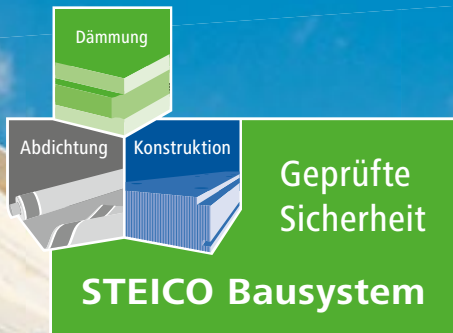 Dämmung
Abdichtung
Konstruktion
Geprüfte
Sicherheit
STEICO Bausystem